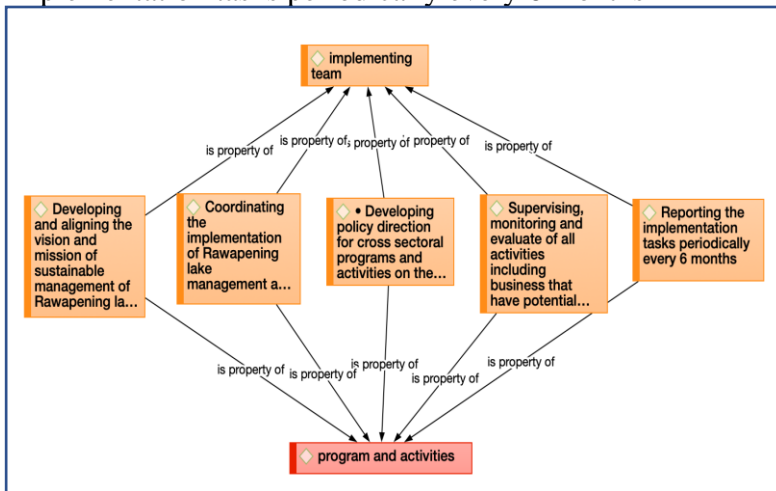 implementing
team
is property of
is property of
s property of
property of
is property of
Developing
and aligning the
vision and
mission of
sustainable
management of
Rawapening la...
Coordinating
the
implementation
of Rawapening
lake
management a...
• Developing
policy direction
for cross sectoral
programs and
activities on the...
Supervising,
monitoring and
evaluate of all
activities
including
business that
have potential...
Reporting the
implementation
tasks periodically
every 6 months
is property of
is property of
is property of
is property of
is property of
program and activities